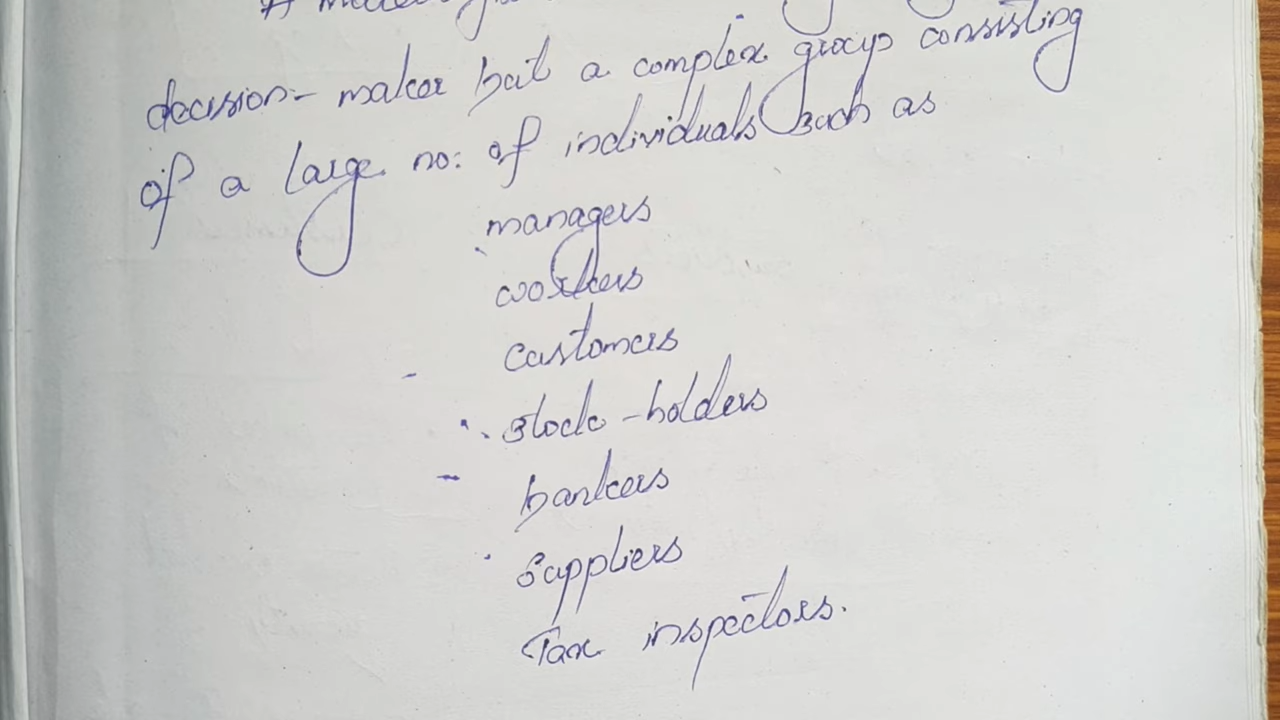 decision- maker but a complex group consisting
of a large no: of individuals such as
managers
workers
customers
stock-holders
bankers
Suppliers
Tax inspectors.